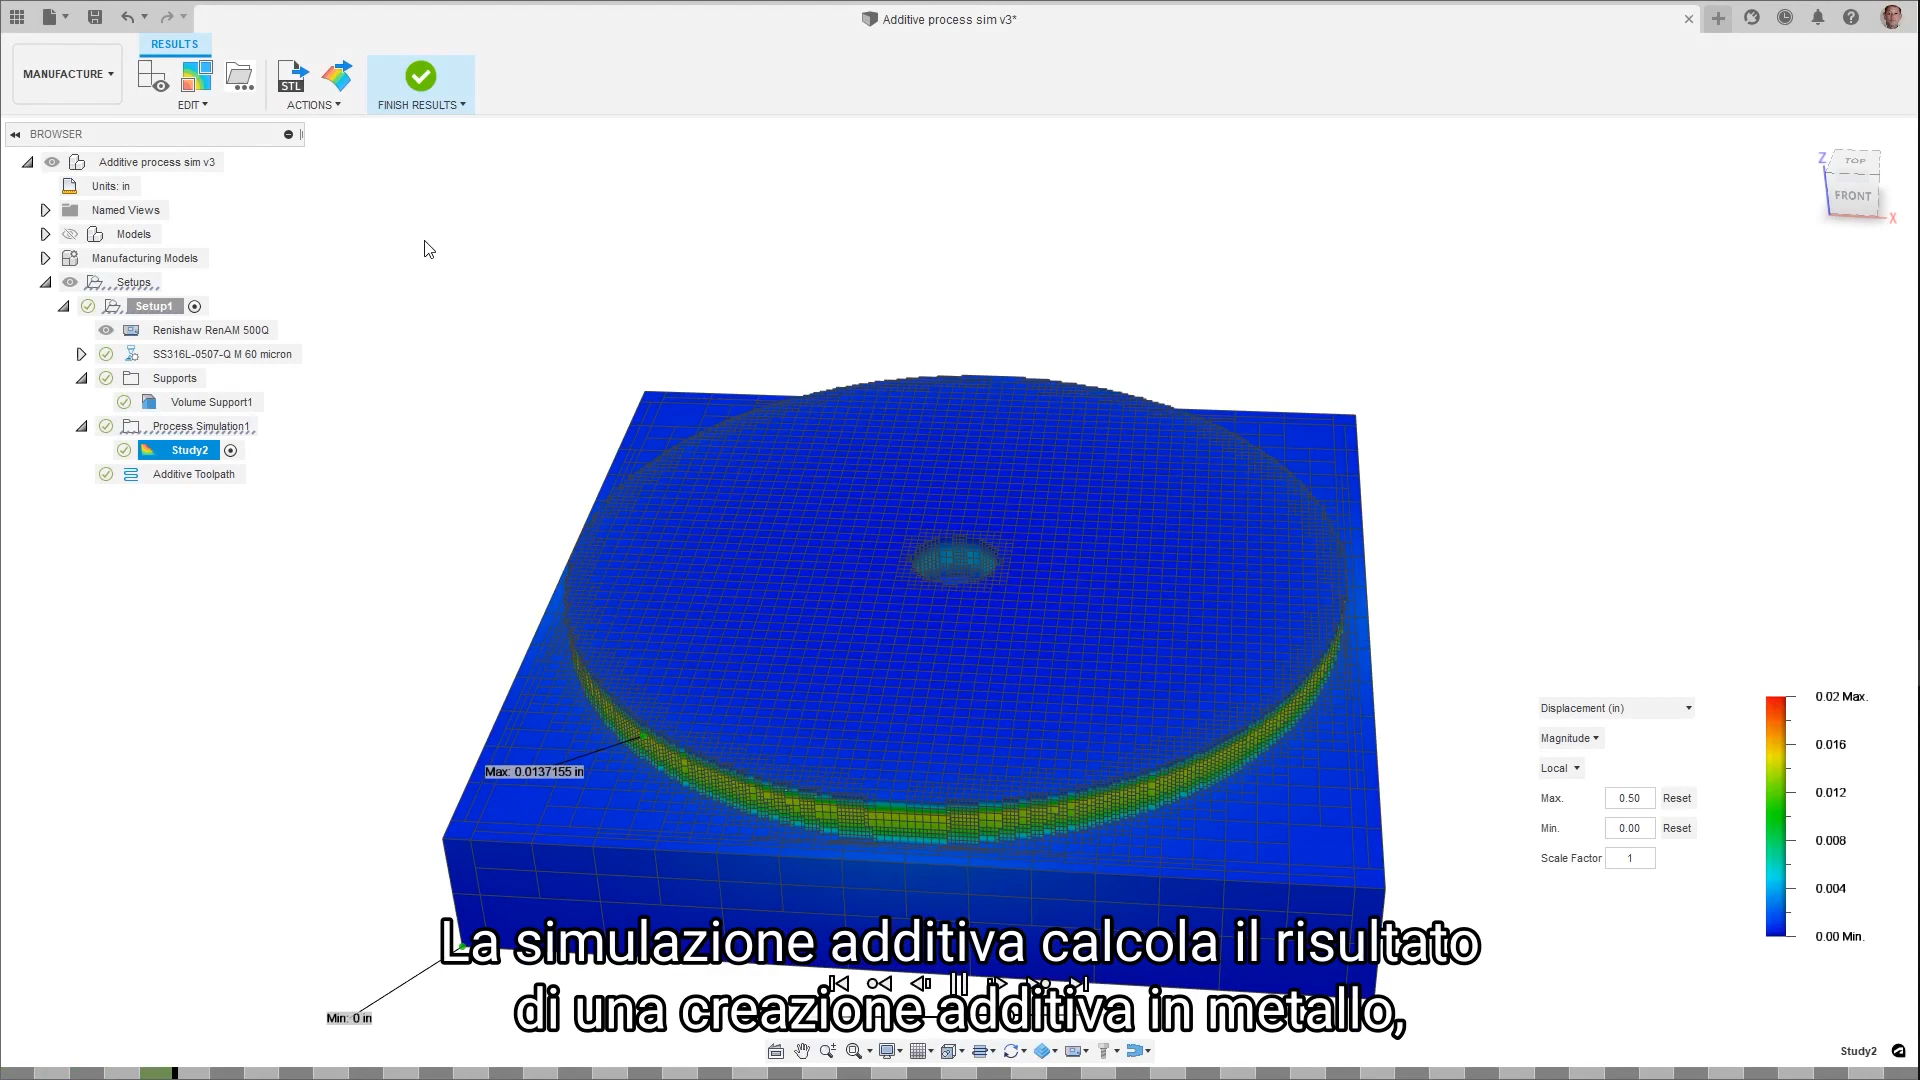 Additive process sim v3*
RESULTS
MANUFACTURE
STL
EDIT
ACTIONS
FINISH RESULTS
BROWSER
Additive process sim v3
Units: in
Named Views
Models
Manufacturing Models
Setups
Setup1
Renishaw RenAM 500Q
SS316L-0507-Q M 60 micron
Supports
Volume Support1
Process Simulation1
Study2
Additive Toolpath
Z
TOP
FRONT
X
Max: 0.0137155 in
Min: 0 in
Displacement (in)
Magnitude
Local
Max. 0.50 Reset
Min. 0.00 Reset
Scale Factor 1
0.02 Max.
0.016
0.012
0.008
0.004
0.00 Min.
La simulazione additiva calcola il risultato
di una creazione additiva in metallo,
Study2